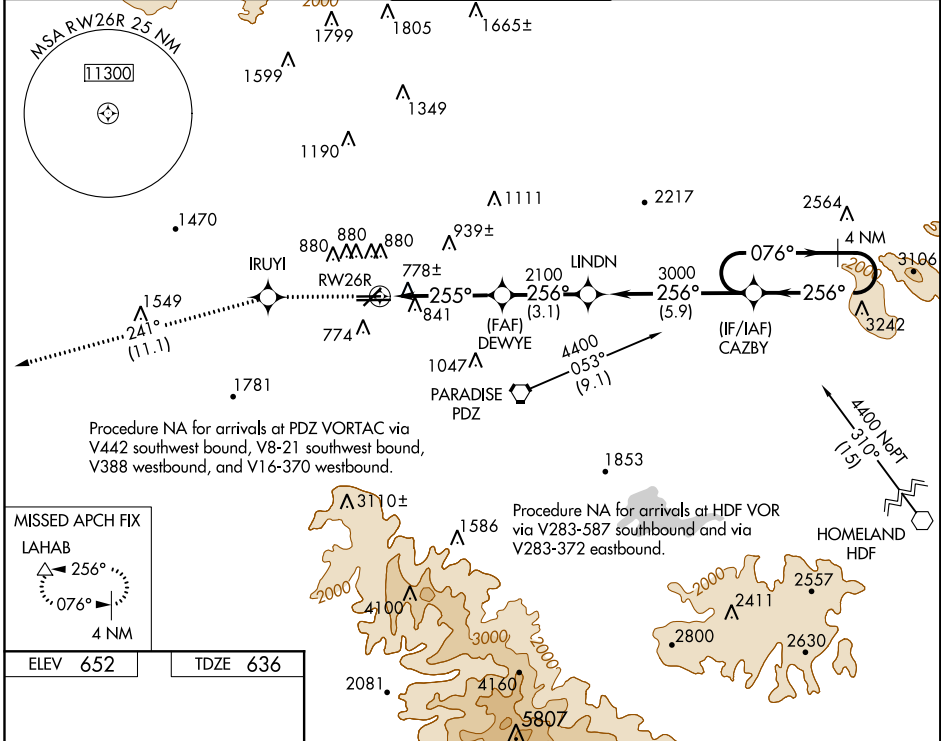 2000
MSA RW26R 25 NM
11300
1799
1805
1665±
1599
1349
1190
1470
1111
2217
2564
939±
880
880
880
4 NM
2000
3106
076°
IRUYI
RW26R
778±
2100
LINDN
3000
255°
256°
256°
256°
(3.1)
(5.9)
841
1549
241°
(11.1)
774
(FAF)
DEWYE
(IF/IAF)
CAZBY
3242
1047
4400
053°
(9.1)
PARADISE
PDZ
1781
4400 NoPT
310°
(15)
Procedure NA for arrivals at PDZ VORTAC via
V442 southwest bound, V8-21 southwest bound,
V388 westbound, and V16-370 westbound.
1853
3110±
1586
Procedure NA for arrivals at HDF VOR
via V283-587 southbound and via
V283-372 eastbound.
HOMELAND
HDF
MISSED APCH FIX
LAHAB
256°
076°
4 NM
2000
4100
3000
2000
2000
2557
2411
2800
2630
ELEV 652
TDZE 636
2081
4160
5807